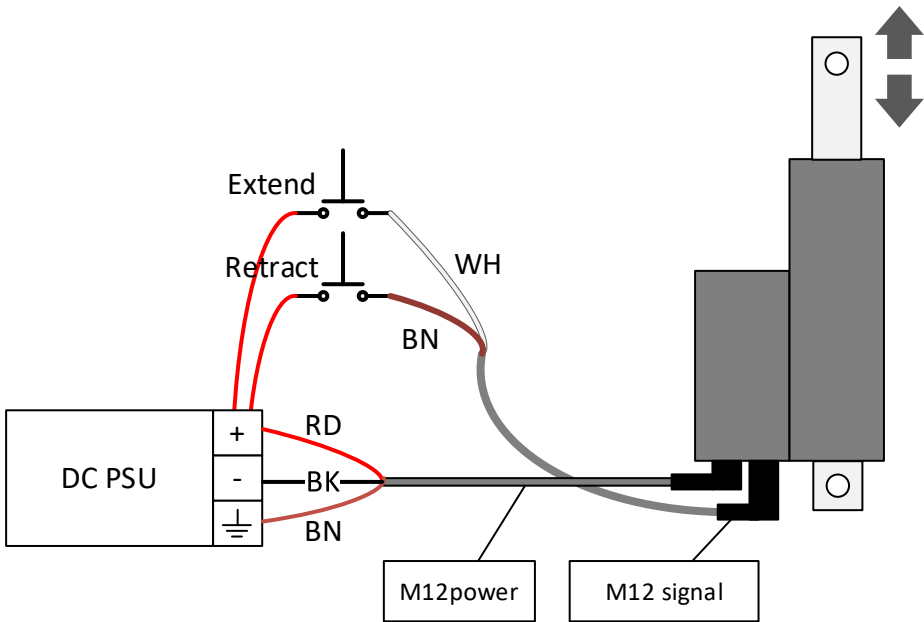 Extend
Retract
WH
BN
RD
+
DC PSU
-
BK
BN
M12power
M12 signal